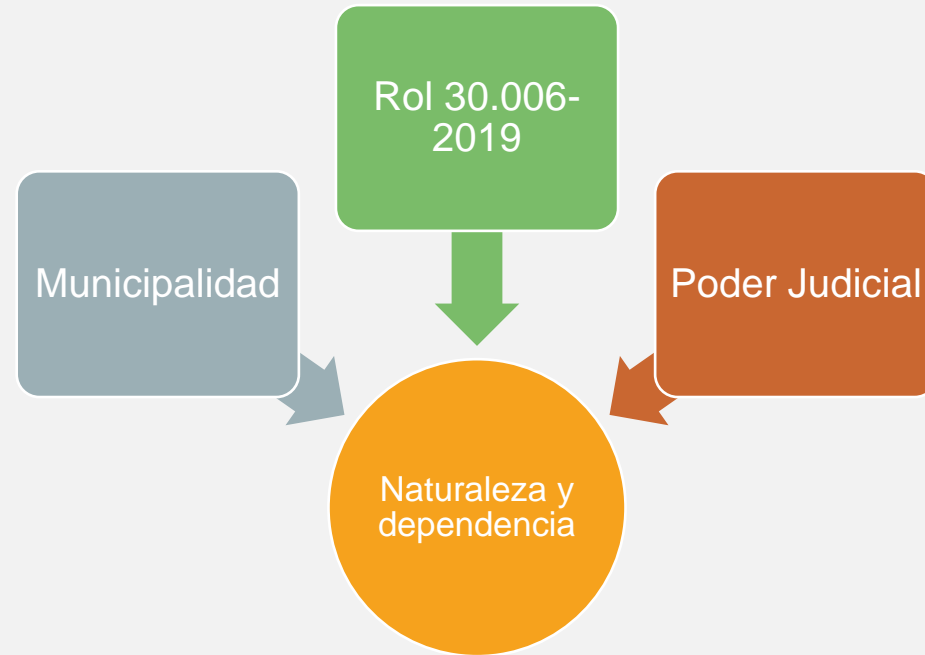 Rol 30.006-
2019
Municipalidad
Poder Judicial
Naturaleza y
dependencia